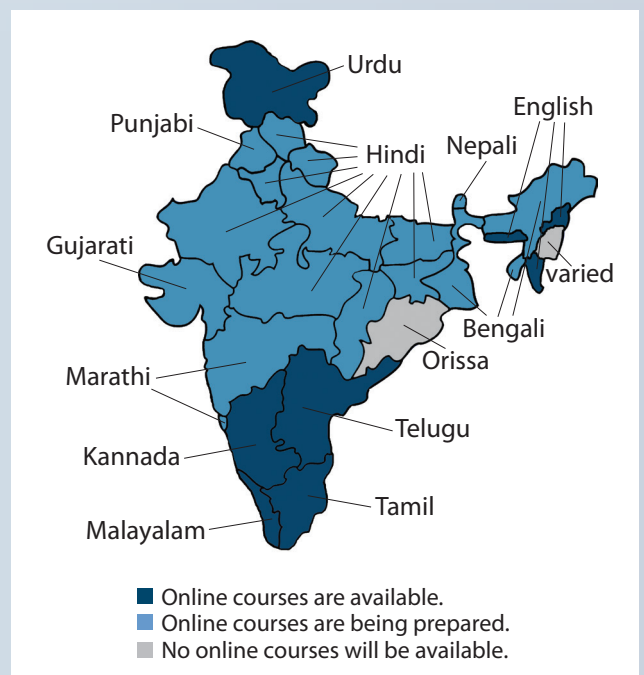 Urdu
English
Punjabi
Nepali
Hindi
Gujarati
varied
Bengali
Orissa
Marathi
Telugu
Kannada
Tamil
Malayalam
Online courses are available.
Online courses are being prepared.
No online courses will be available.